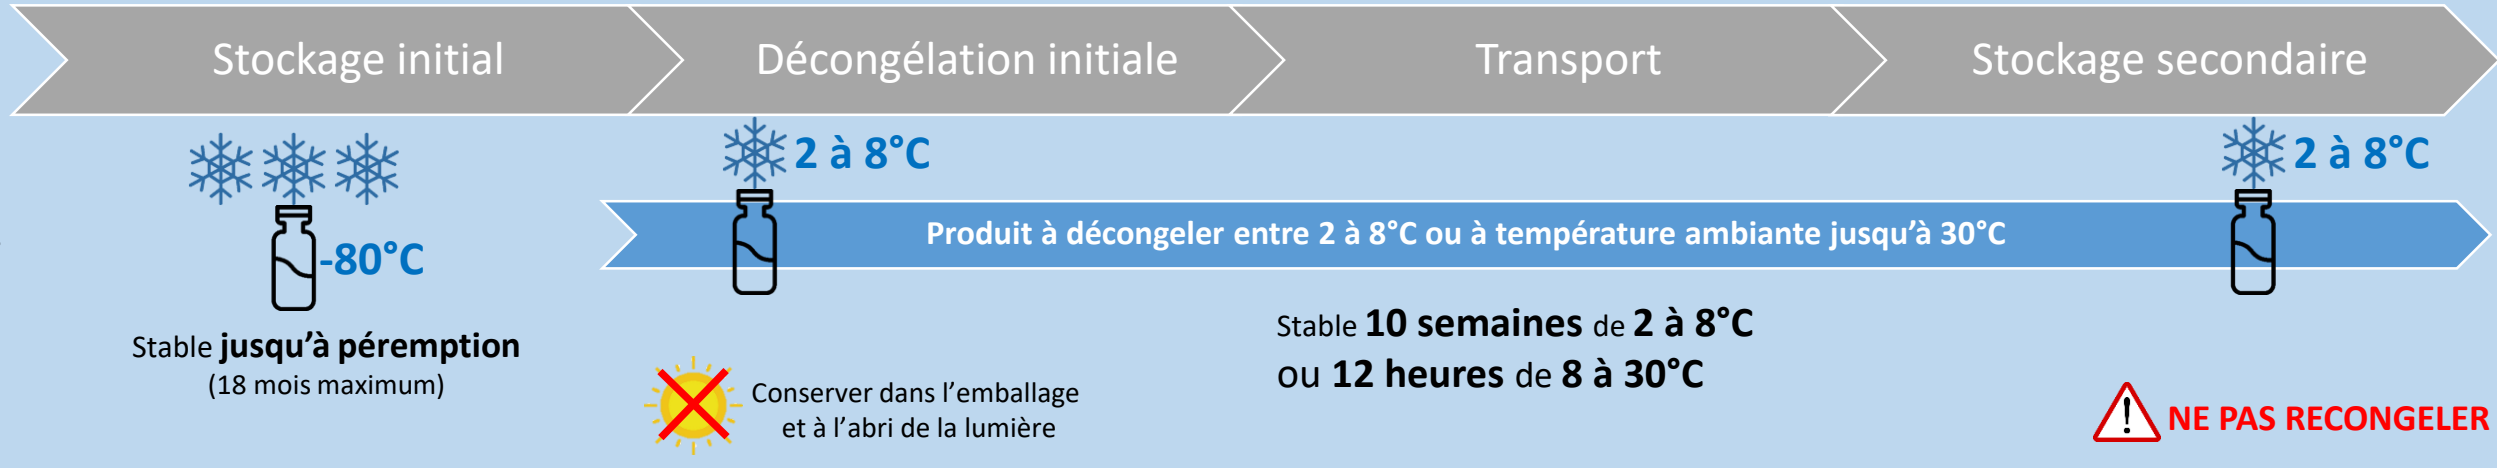 Stockage initial
Décongélation initiale
Transport
Stockage secondaire
2 à 8°C
2 à 8°C
Produit à décongeler entre 2 à 8°C ou à température ambiante jusqu'à 30°C
-80°C
Stable jusqu'à péremption
(18 mois maximum)
Conserver dans l'emballage
et à l'abri de la lumière
Stable 10 semaines de 2 à 8°C
ou 12 heures de 8 à 30°C
NE PAS RECONGELER